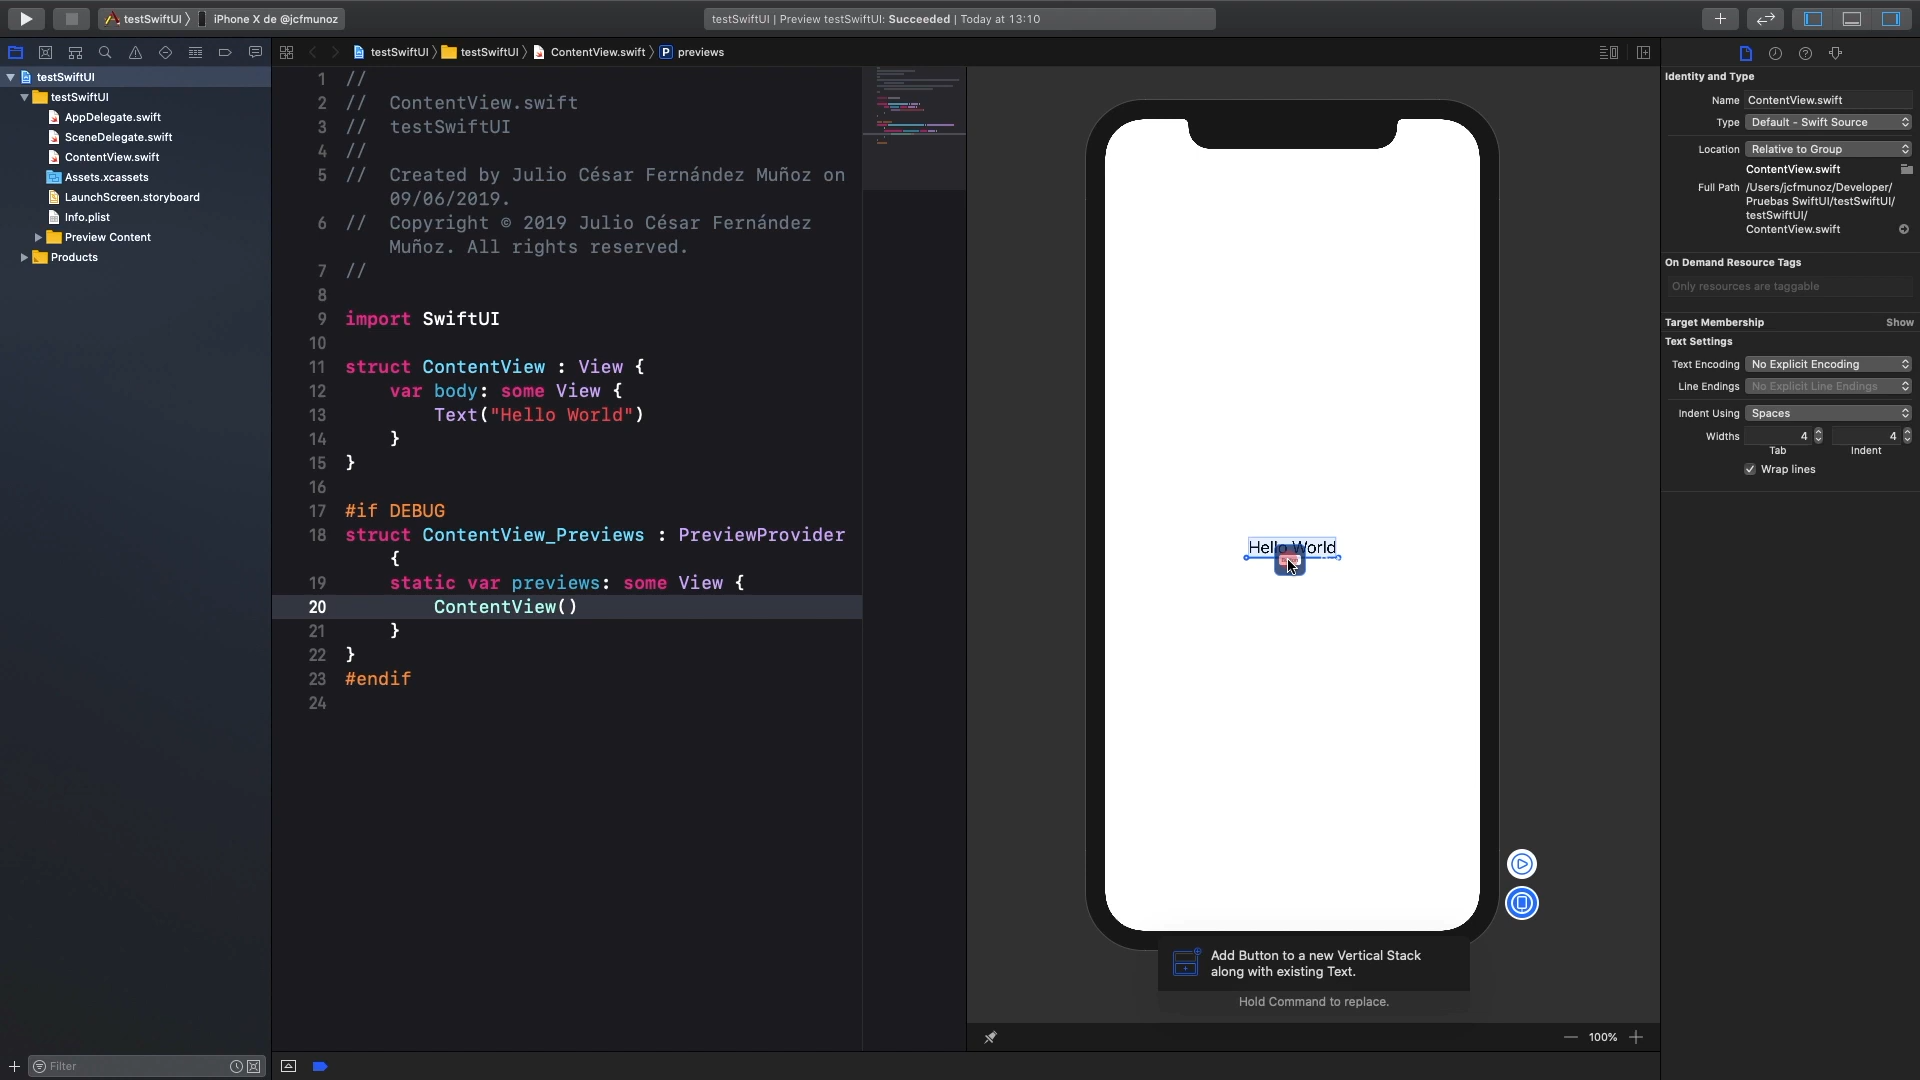 testSwiftUI 〉 iPhone X de @jcfmunoz
testSwiftUI | Preview testSwiftUI: Succeeded | Today at 13:10
testSwiftUI 〉 testSwiftUI 〉 ContentView.swift 〉 P previews
testSwiftUI
testSwiftUI
AppDelegate.swift
SceneDelegate.swift
ContentView.swift
Assets.xcassets
LaunchScreen.storyboard
Info.plist
Preview Content
Products
Filter
1 //
2 //  ContentView.swift
3 //  testSwiftUI
4 //
5 //  Created by Julio César Fernández Muñoz on
09/06/2019.
6 //  Copyright © 2019 Julio César Fernández
Muñoz. All rights reserved.
7 //
8
9 import SwiftUI
10
11 struct ContentView : View {
12     var body: some View {
13         Text("Hello World")
14     }
15 }
16
17 #if DEBUG
18 struct ContentView_Previews : PreviewProvider
{
19     static var previews: some View {
20         ContentView()
21     }
22 }
23 #endif
24
Hello World
Add Button to a new Vertical Stack
along with existing Text.
Hold Command to replace.
100%
Identity and Type
Name ContentView.swift
Type Default - Swift Source
Location Relative to Group
ContentView.swift
Full Path /Users/jcfmunoz/Developer/
Pruebas SwiftUI/testSwiftUI/
testSwiftUI/
ContentView.swift
On Demand Resource Tags
Only resources are taggable
Target Membership Show
Text Settings
Text Encoding No Explicit Encoding
Line Endings No Explicit Line Endings
Indent Using Spaces
Widths 4 4
Tab Indent
Wrap lines